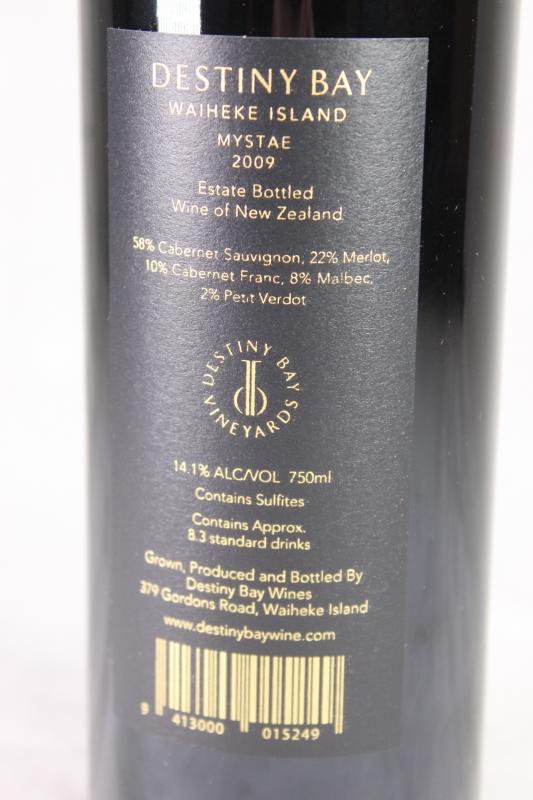 DESTINY BAY
WAIHEKE ISLAND
MYSTAE
2009
Estate Bottled
Wine of New Zealand
58% Cabernet Sauvignon, 22% Merlot,
10% Cabernet Franc, 8% Malbec,
2% Petit Verdot
DESTINY BAY
VINEYARDS
14.1% ALC/VOL 750ml
Contains Sulfites
Contains Approx.
8.3 standard drinks
Grown, Produced and Bottled By
Destiny Bay Wines
379 Gordons Road, Waiheke Island
www.destinybaywine.com
9 413000 015249